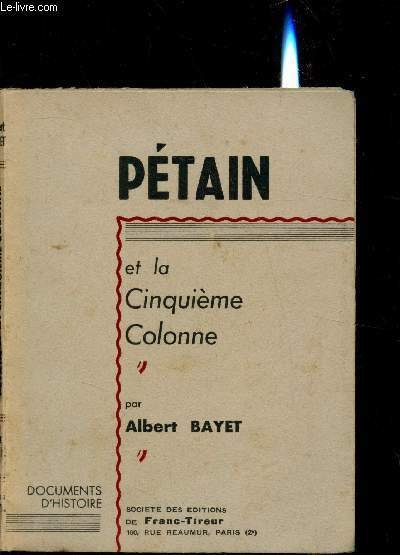 Le-livre.com
PÉTAIN
et la
Cinquième
Colonne
par
Albert BAYET
DOCUMENTS
D'HISTOIRE
SOCIETE DES EDITIONS
DE Franc-Tireur
100, RUE REAUMUR, PARIS (2e)